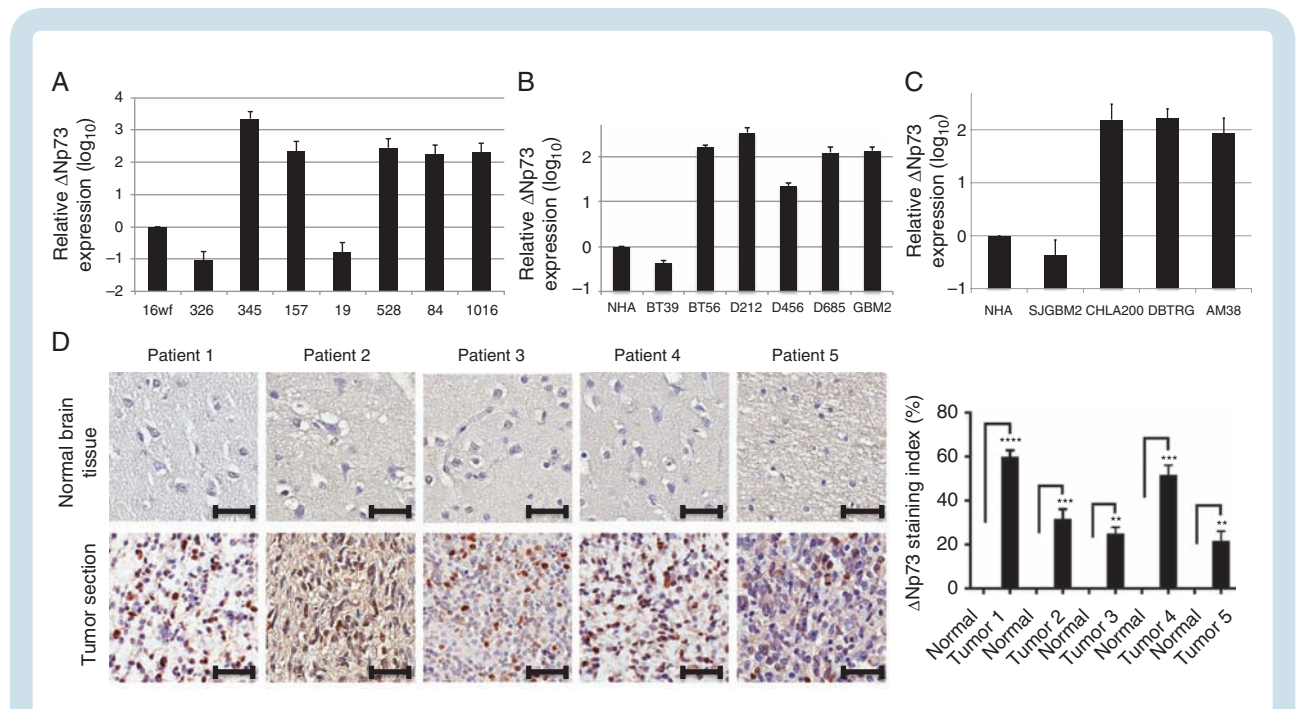 A
Relative ΔNp73
expression (log10)
4
3
2
1
0
–1
–2
16wf 326 345 157 19 528 84 1016
B
Relative ΔNp73
expression (log10)
2
1
0
–1
NHA BT39 BT56 D212 D456 D685 GBM2
C
Relative ΔNp73
expression (log10)
2
1
0
–1
NHA SJGBM2 CHLA200 DBTRG AM38
D
Patient 1 Patient 2 Patient 3 Patient 4 Patient 5
Normal brain
tissue
Tumor section
ΔNp73 staining index (%)
80
60
40
20
0
****
***
**
***
**
Normal
Tumor 1
Normal
Tumor 2
Normal
Tumor 3
Normal
Tumor 4
Normal
Tumor 5